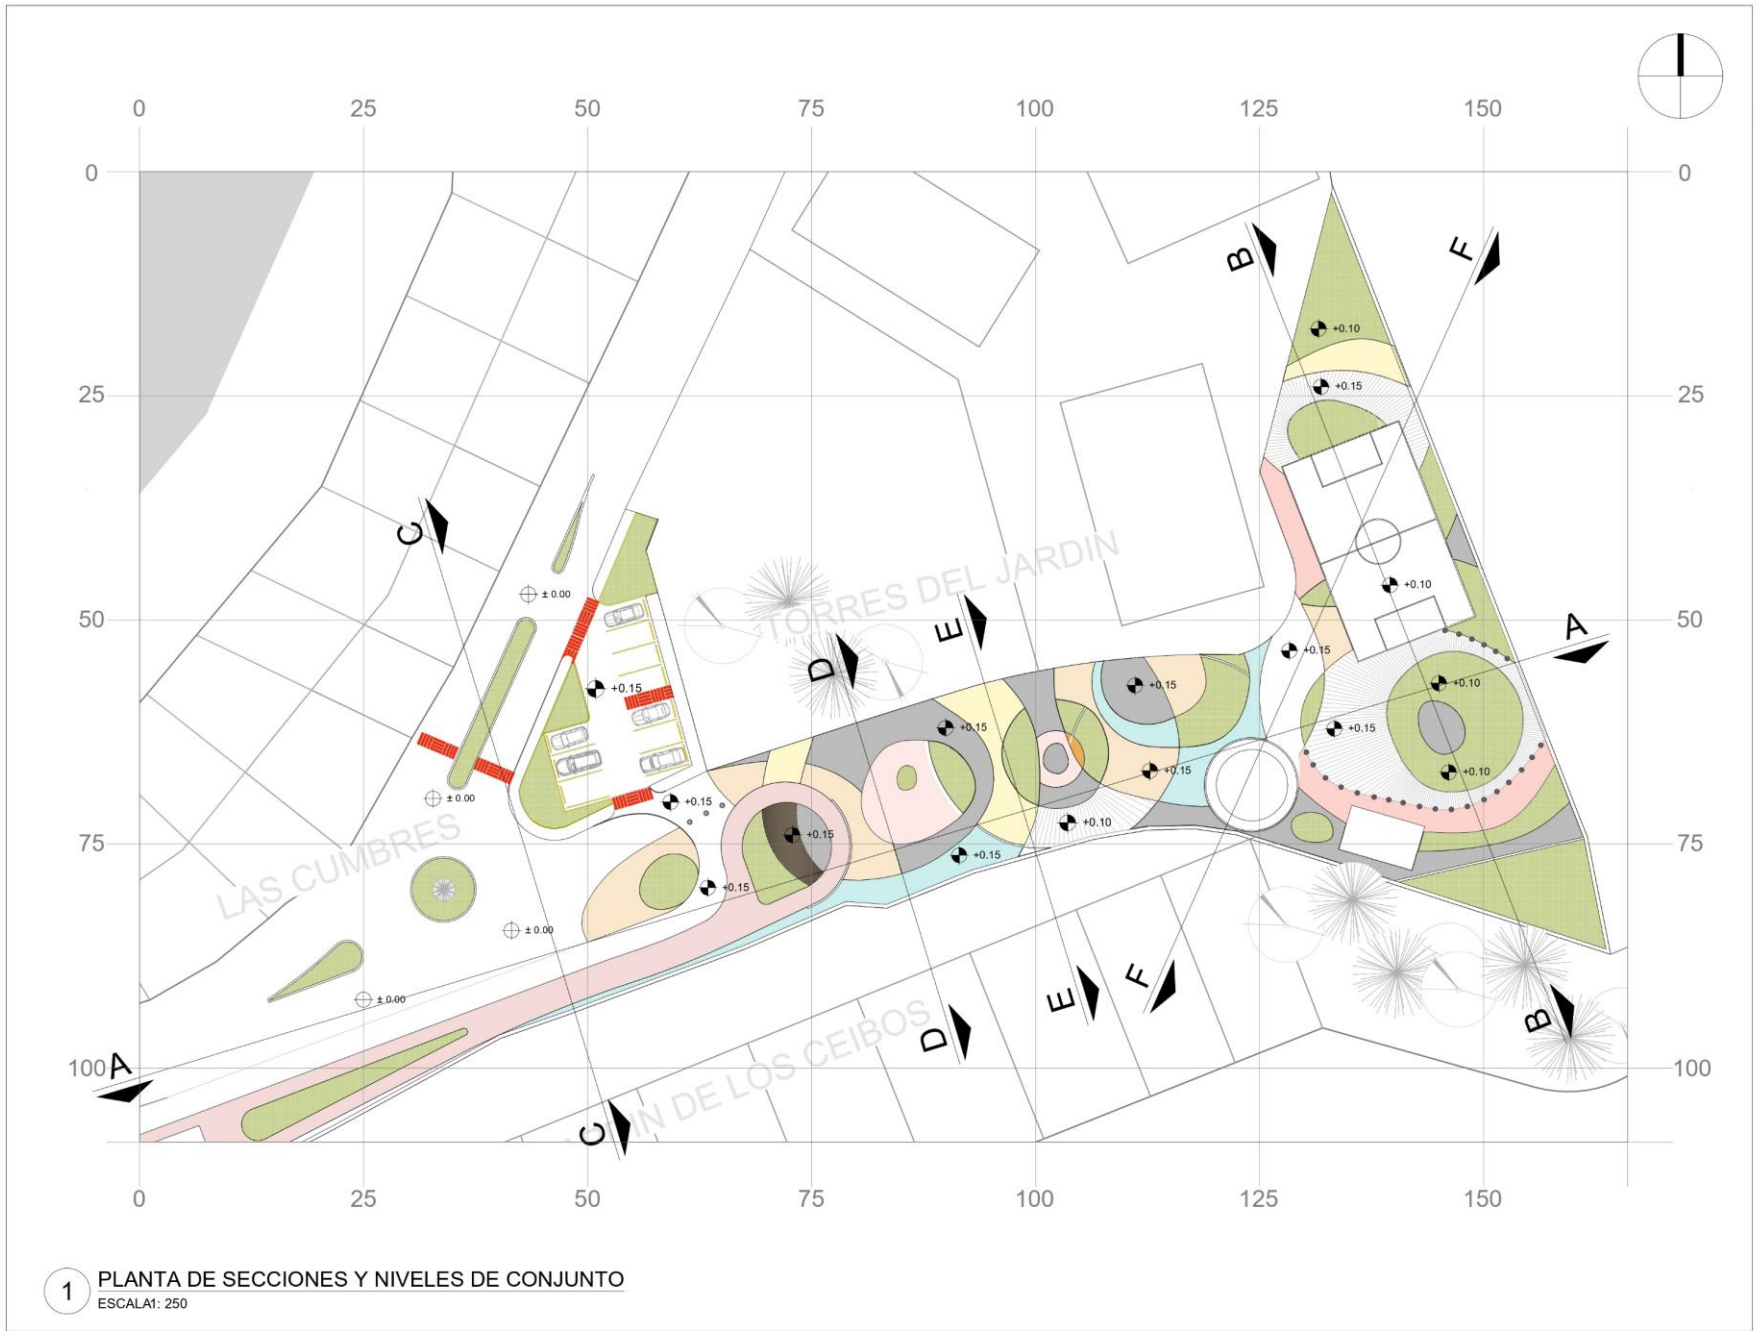 0 25 50 75 100 125 150
0 0
B F
+0.10
+0.15
25 25
C
TORRES DEL JARDIN
± 0.00
+0.10
50 50
E A
+0.15
D
+0.15 +0.15 +0.10
+0.15 +0.15
± 0.00 +0.15 +0.15 +0.10
+0.10
75 +0.15 75
LAS CUMBRES
+0.15
+0.15
± 0.00
± 0.00
F
E
B
D
JARDIN DE LOS CEIBOS
100 A 100
C
0 25 50 75 100 125 150
1 PLANTA DE SECCIONES Y NIVELES DE CONJUNTO
ESCALA1: 250